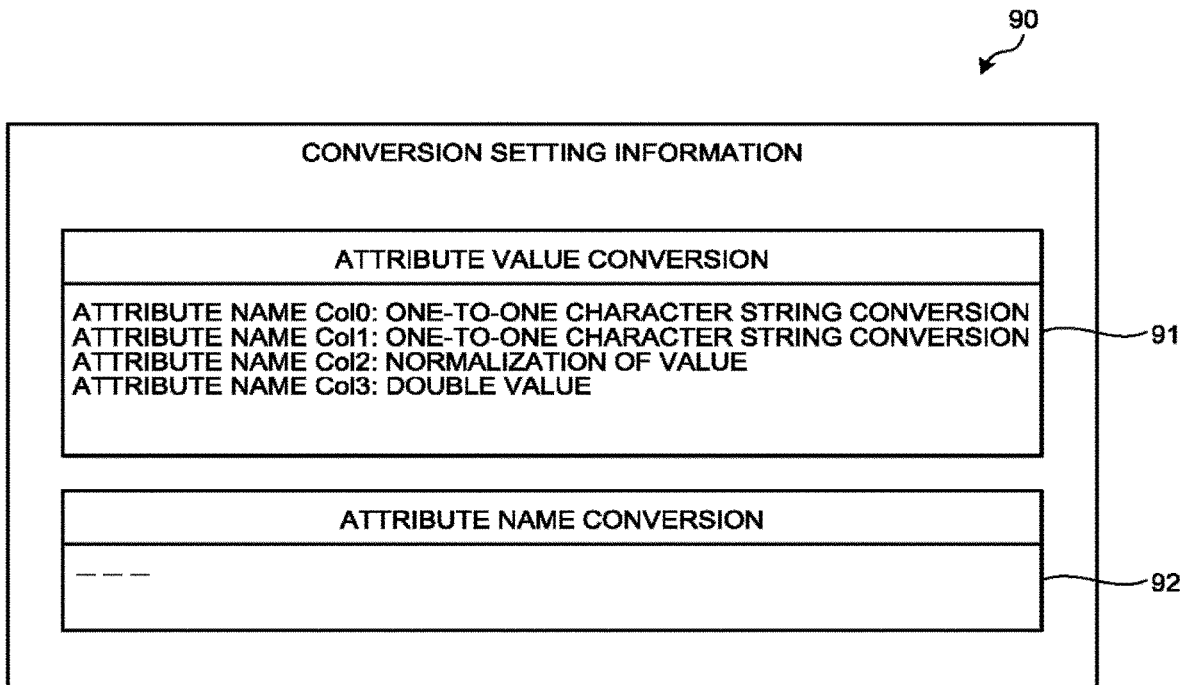 90
CONVERSION SETTING INFORMATION
ATTRIBUTE VALUE CONVERSION
ATTRIBUTE NAME Col0: ONE-TO-ONE CHARACTER STRING CONVERSION
ATTRIBUTE NAME Col1: ONE-TO-ONE CHARACTER STRING CONVERSION
ATTRIBUTE NAME Col2: NORMALIZATION OF VALUE
ATTRIBUTE NAME Col3: DOUBLE VALUE
91
ATTRIBUTE NAME CONVERSION
— — —
92